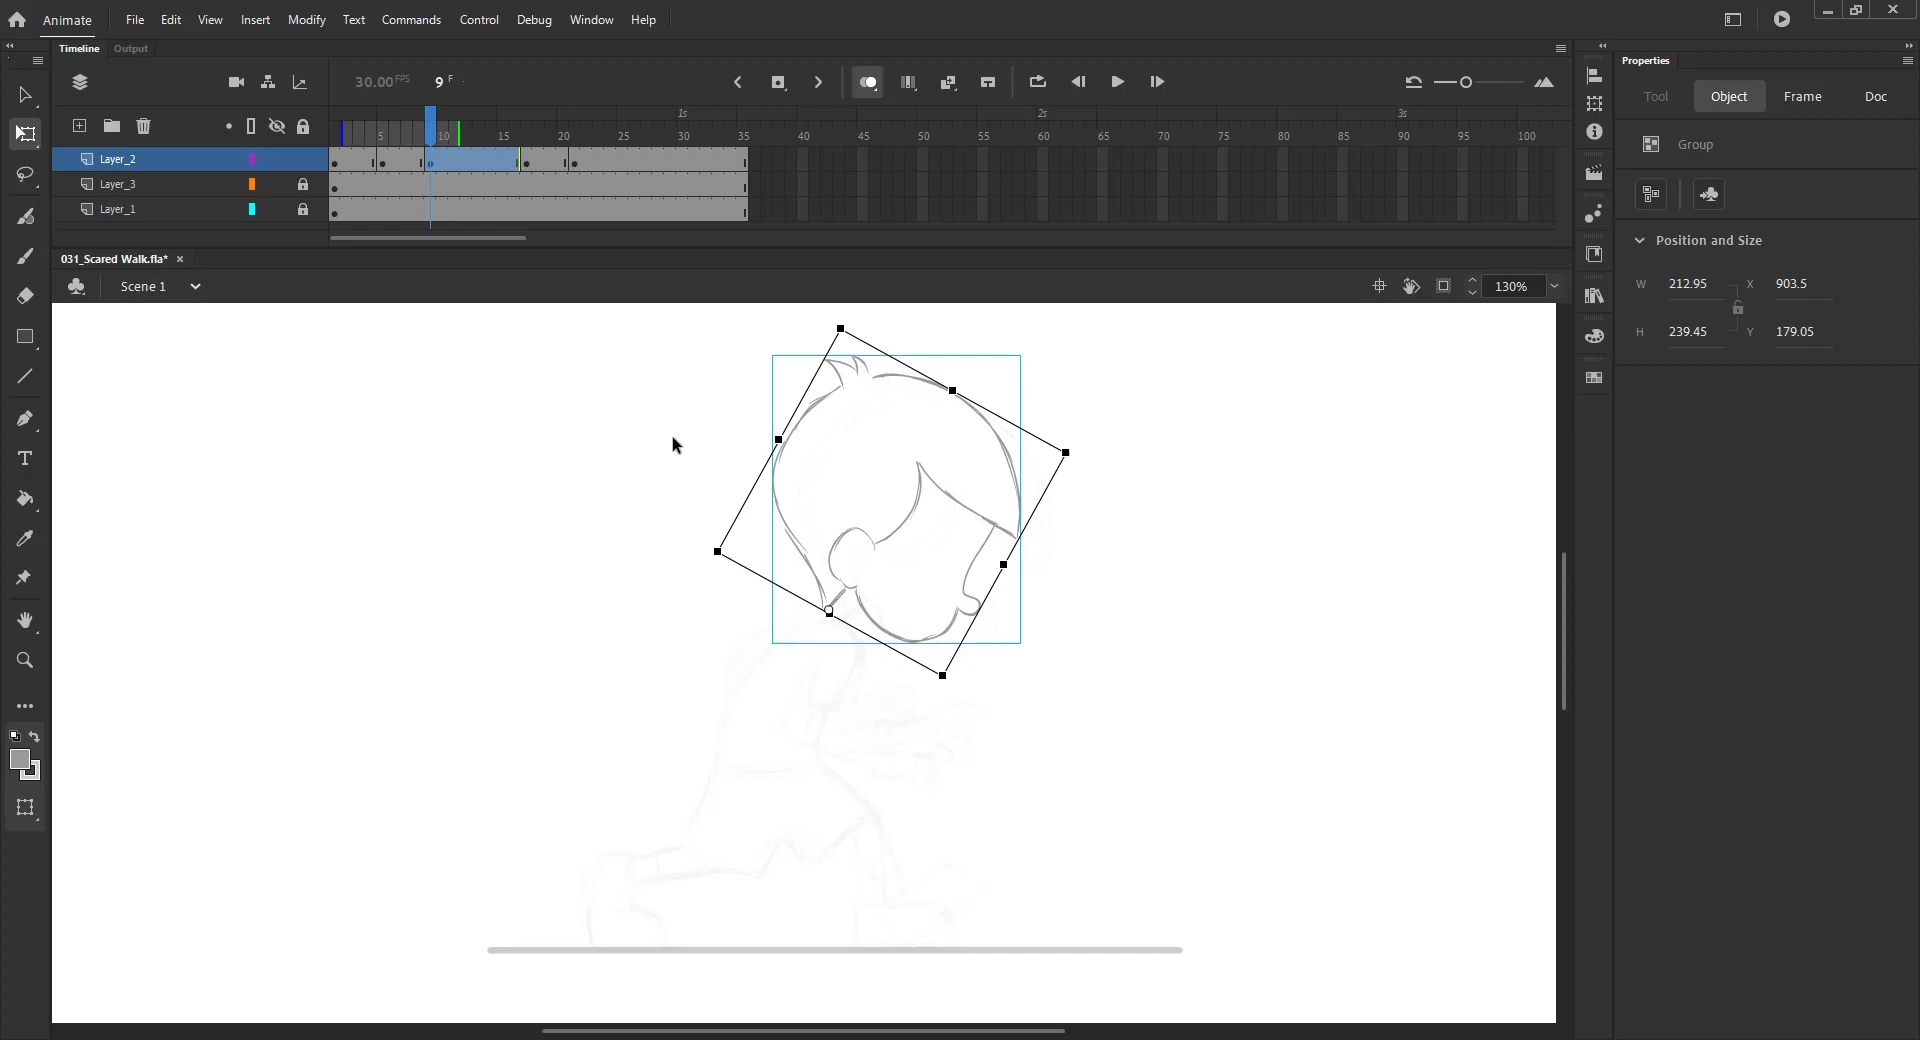 Animate File Edit View Insert Modify Text Commands Control Debug Window Help
Timeline Output
Properties
30.00 FPS 9 F
Tool Object Frame Doc
1s 2s 3s
5 10 15 20 25 30 35 40 45 50 55 60 65 70 75 80 85 90 95 100
Group
Layer_2
Layer_3
Layer_1
Position and Size
031_Scared Walk.fla*
Scene 1 130%
W 212.95 X 903.5
H 239.45 Y 179.05